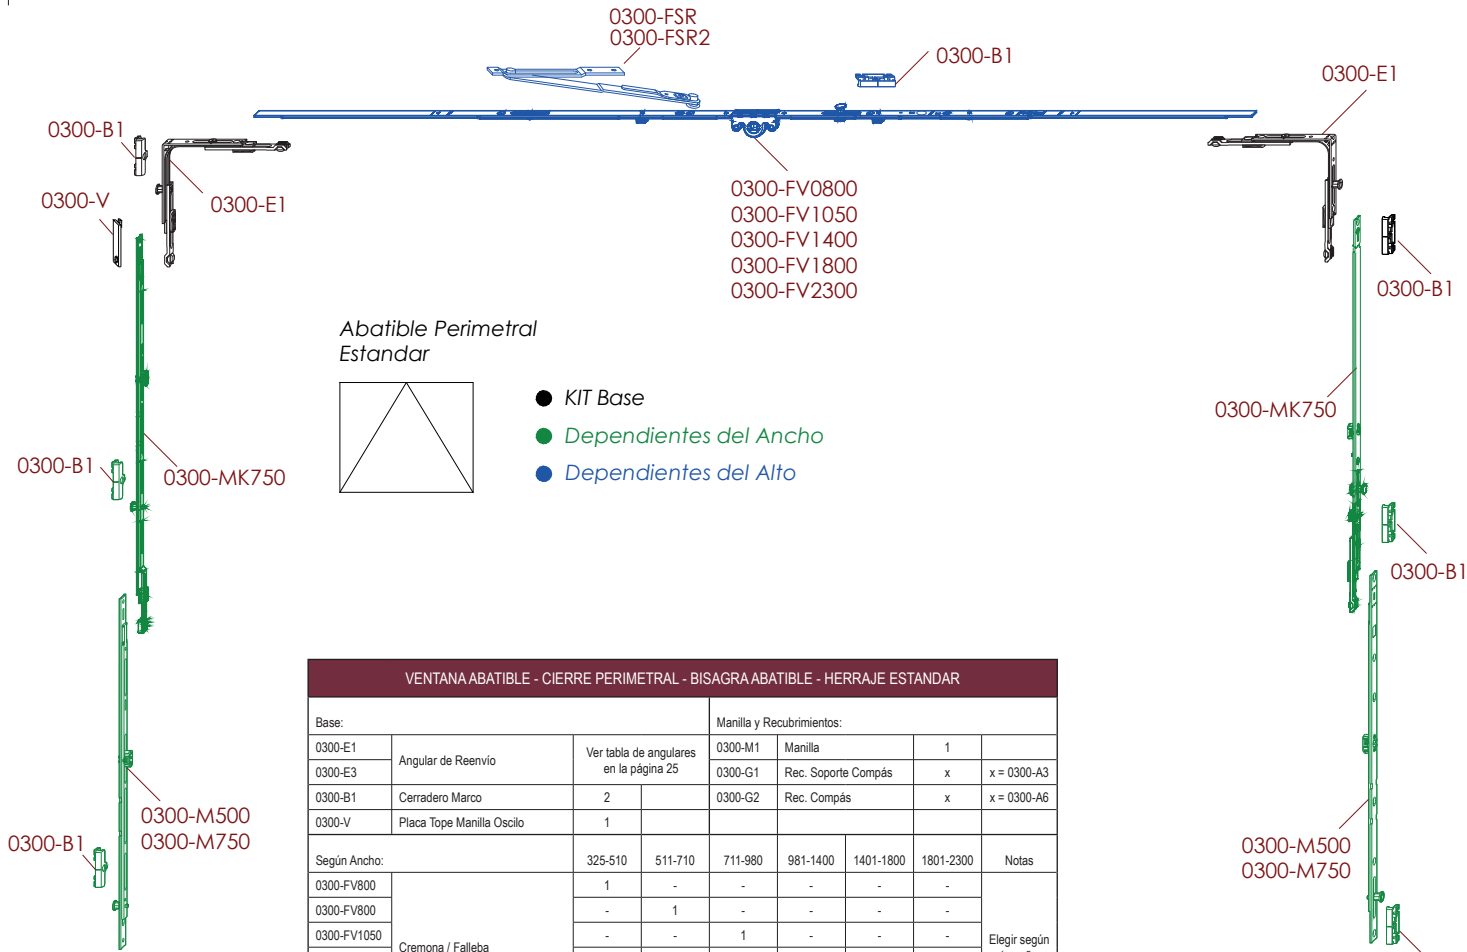 0300-FSR
0300-FSR2
0300-B1
0300-E1
0300-B1
0300-V
0300-E1
0300-FV0800
0300-FV1050
0300-FV1400
0300-FV1800
0300-FV2300
0300-B1
Abatible Perimetral
Estandar
KIT Base
Dependientes del Ancho
Dependientes del Alto
0300-MK750
0300-B1
0300-MK750
0300-B1
0300-M500
0300-M750
0300-B1
0300-M500
0300-M750
VENTANA ABATIBLE - CIERRE PERIMETRAL - BISAGRA ABATIBLE - HERRAJE ESTANDAR
Base: Manilla y Recubrimientos:
0300-E1 Angular de Reenvío Ver tabla de angulares en la página 25 0300-M1 Manilla 1
0300-E3 0300-G1 Rec. Soporte Compás x x = 0300-A3
0300-B1 Cerradero Marco 2 0300-G2 Rec. Compás x x = 0300-A6
0300-V Placa Tope Manilla Oscilo 1
Según Ancho: 325-510 511-710 711-980 981-1400 1401-1800 1801-2300 Notas
0300-FV800 1 - - - - -
0300-FV800 - 1 - - - -
0300-FV1050 - - 1 - - - Elegir según
Cremona / Falleba